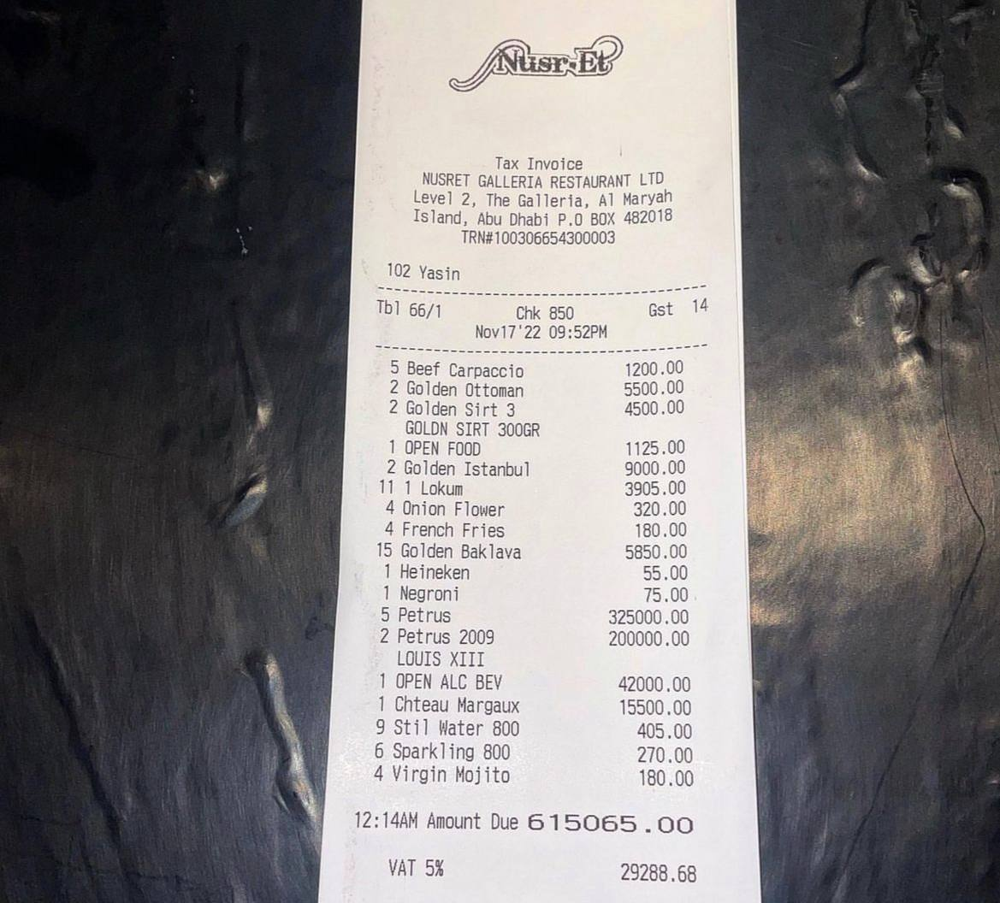 Nusr-Et
Tax Invoice
NUSRET GALLERIA RESTAURANT LTD
Level 2, The Galleria, Al Maryah
Island, Abu Dhabi P.O BOX 482018
TRN#100306654300003
102 Yasin
Tbl 66/1 Chk 850 Gst 14
Nov17'22 09:52PM
5 Beef Carpaccio 1200.00
2 Golden Ottoman 5500.00
2 Golden Sirt 3 4500.00
GOLDN SIRT 300GR
1 OPEN FOOD 1125.00
2 Golden Istanbul 9000.00
11 1 Lokum 3905.00
4 Onion Flower 320.00
4 French Fries 180.00
15 Golden Baklava 5850.00
1 Heineken 55.00
1 Negroni 75.00
5 Petrus 325000.00
2 Petrus 2009 200000.00
LOUIS XIII
1 OPEN ALC BEV 42000.00
1 Chteau Margaux 15500.00
9 Stil Water 800 405.00
6 Sparkling 800 270.00
4 Virgin Mojito 180.00
12:14AM Amount Due 615065.00
VAT 5% 29288.68